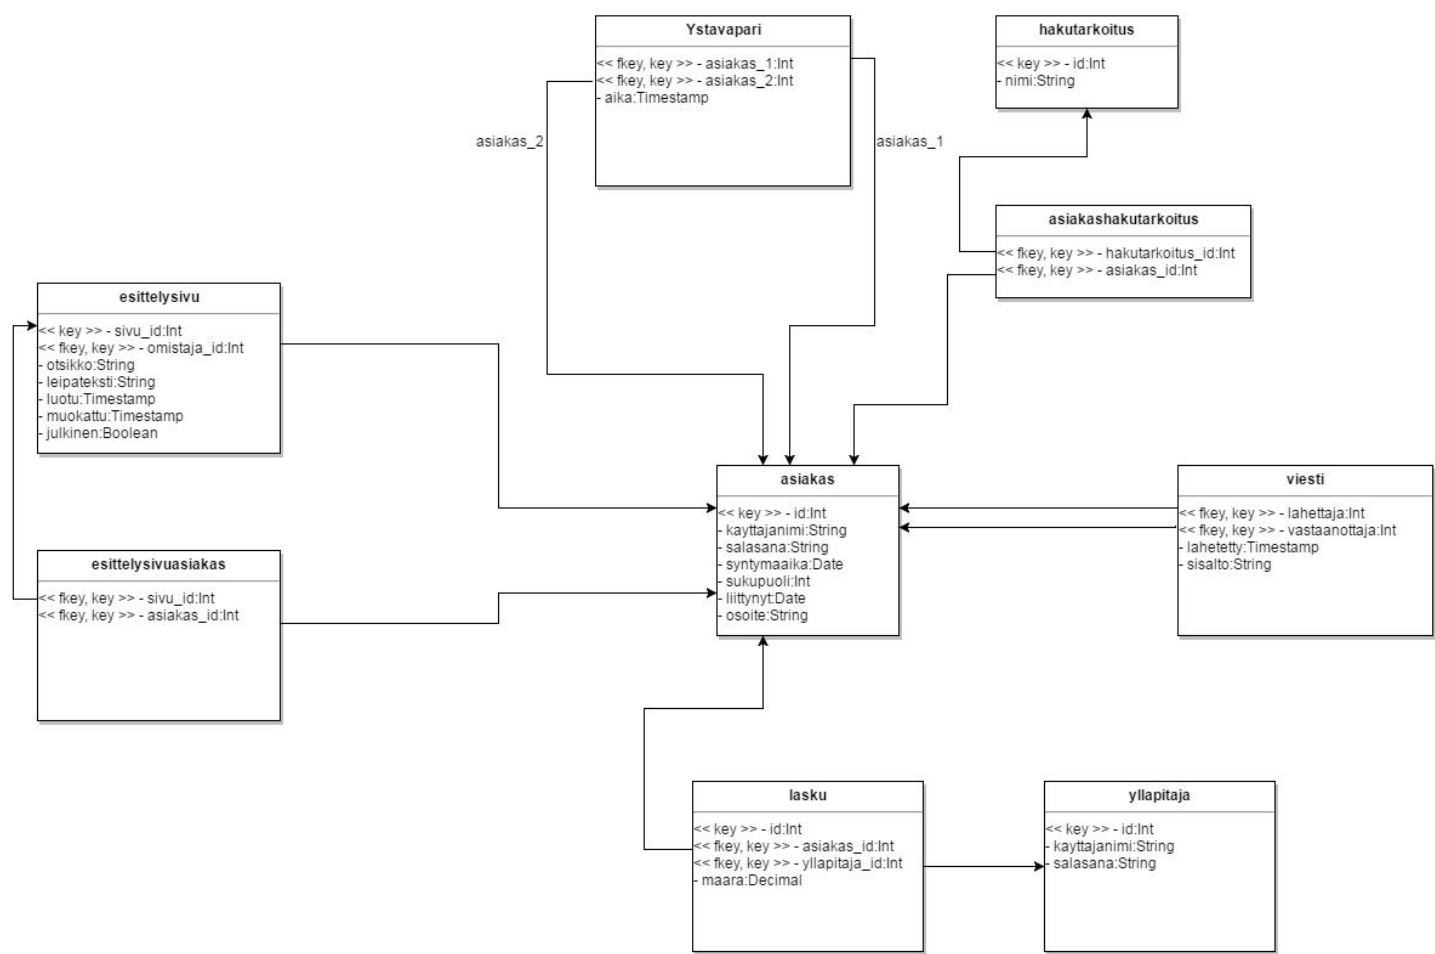 Ystavapari
<< fkey, key >> - asiakas_1:Int
<< fkey, key >> - asiakas_2:Int
- aika:Timestamp
hakutarkoitus
<< key >> - id:Int
- nimi:String
asiakas_2
asiakas_1
asiakashakutarkoitus
<< fkey, key >> - hakutarkoitus_id:Int
<< fkey, key >> - asiakas_id:Int
esittelysivu
<< key >> - sivu_id:Int
<< fkey, key >> - omistaja_id:Int
- otsikko:String
- leipateksti:String
- luotu:Timestamp
- muokattu:Timestamp
- julkinen:Boolean
asiakas
<< key >> - id:Int
- kayttajanimi:String
- salasana:String
- syntymaaika:Date
- sukupuoli:Int
- liittynyt:Date
- osoite:String
viesti
<< fkey, key >> - lahettaja:Int
<< fkey, key >> - vastaanottaja:Int
- lahetetty:Timestamp
- sisalto:String
esittelysivuasiakas
<< fkey, key >> - sivu_id:Int
<< fkey, key >> - asiakas_id:Int
lasku
<< key >> - id:Int
<< fkey, key >> - asiakas_id:Int
<< fkey, key >> - yllapitaja_id:Int
- maara:Decimal
yllapitaja
<< key >> - id:Int
- kayttajanimi:String
- salasana:String